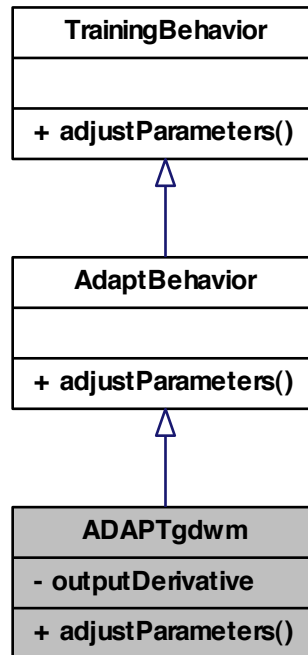 TrainingBehavior
+ adjustParameters()
AdaptBehavior
+ adjustParameters()
ADAPTgdwm
- outputDerivative
+ adjustParameters()